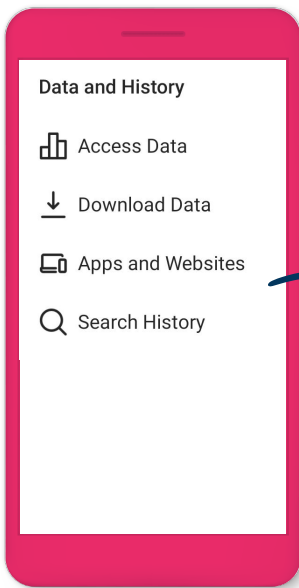 Data and History
Access Data
Download Data
Apps and Websites
Search History